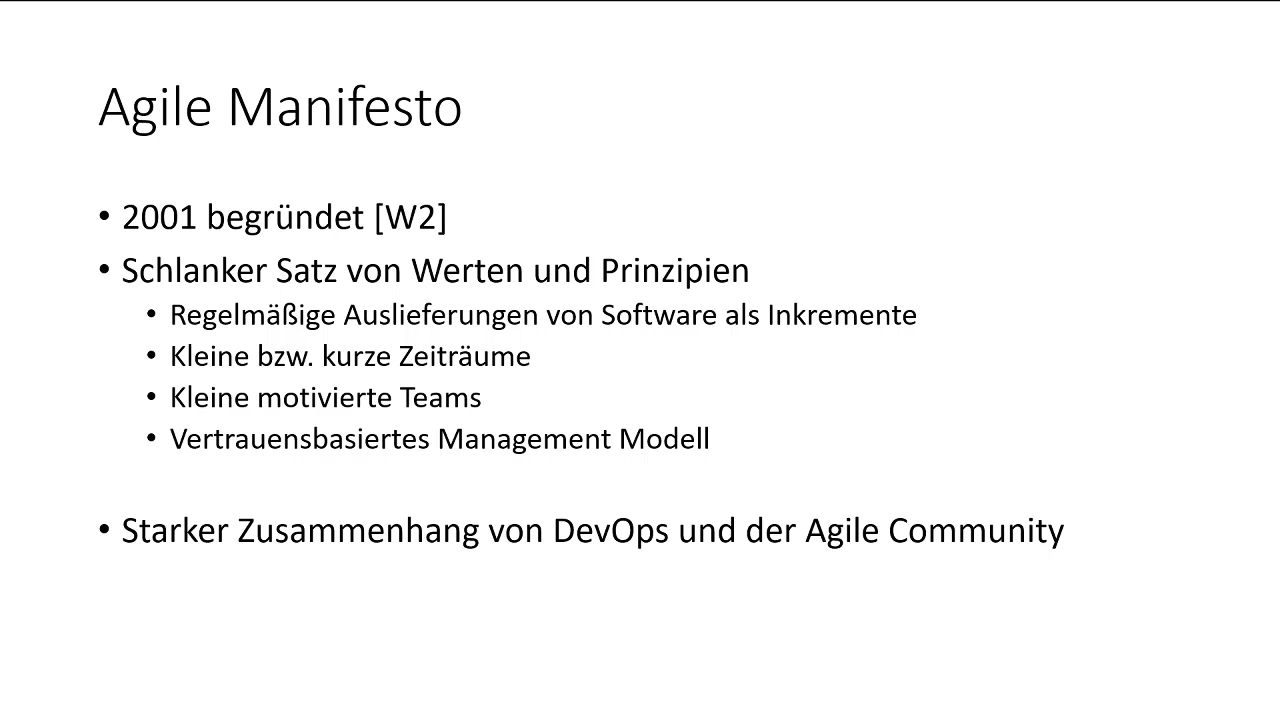 Agile Manifesto
• 2001 begründet [W2]
• Schlanker Satz von Werten und Prinzipien
• Regelmäßige Auslieferungen von Software als Inkremente
• Kleine bzw. kurze Zeiträume
• Kleine motivierte Teams
• Vertrauensbasiertes Management Modell
• Starker Zusammenhang von DevOps und der Agile Community